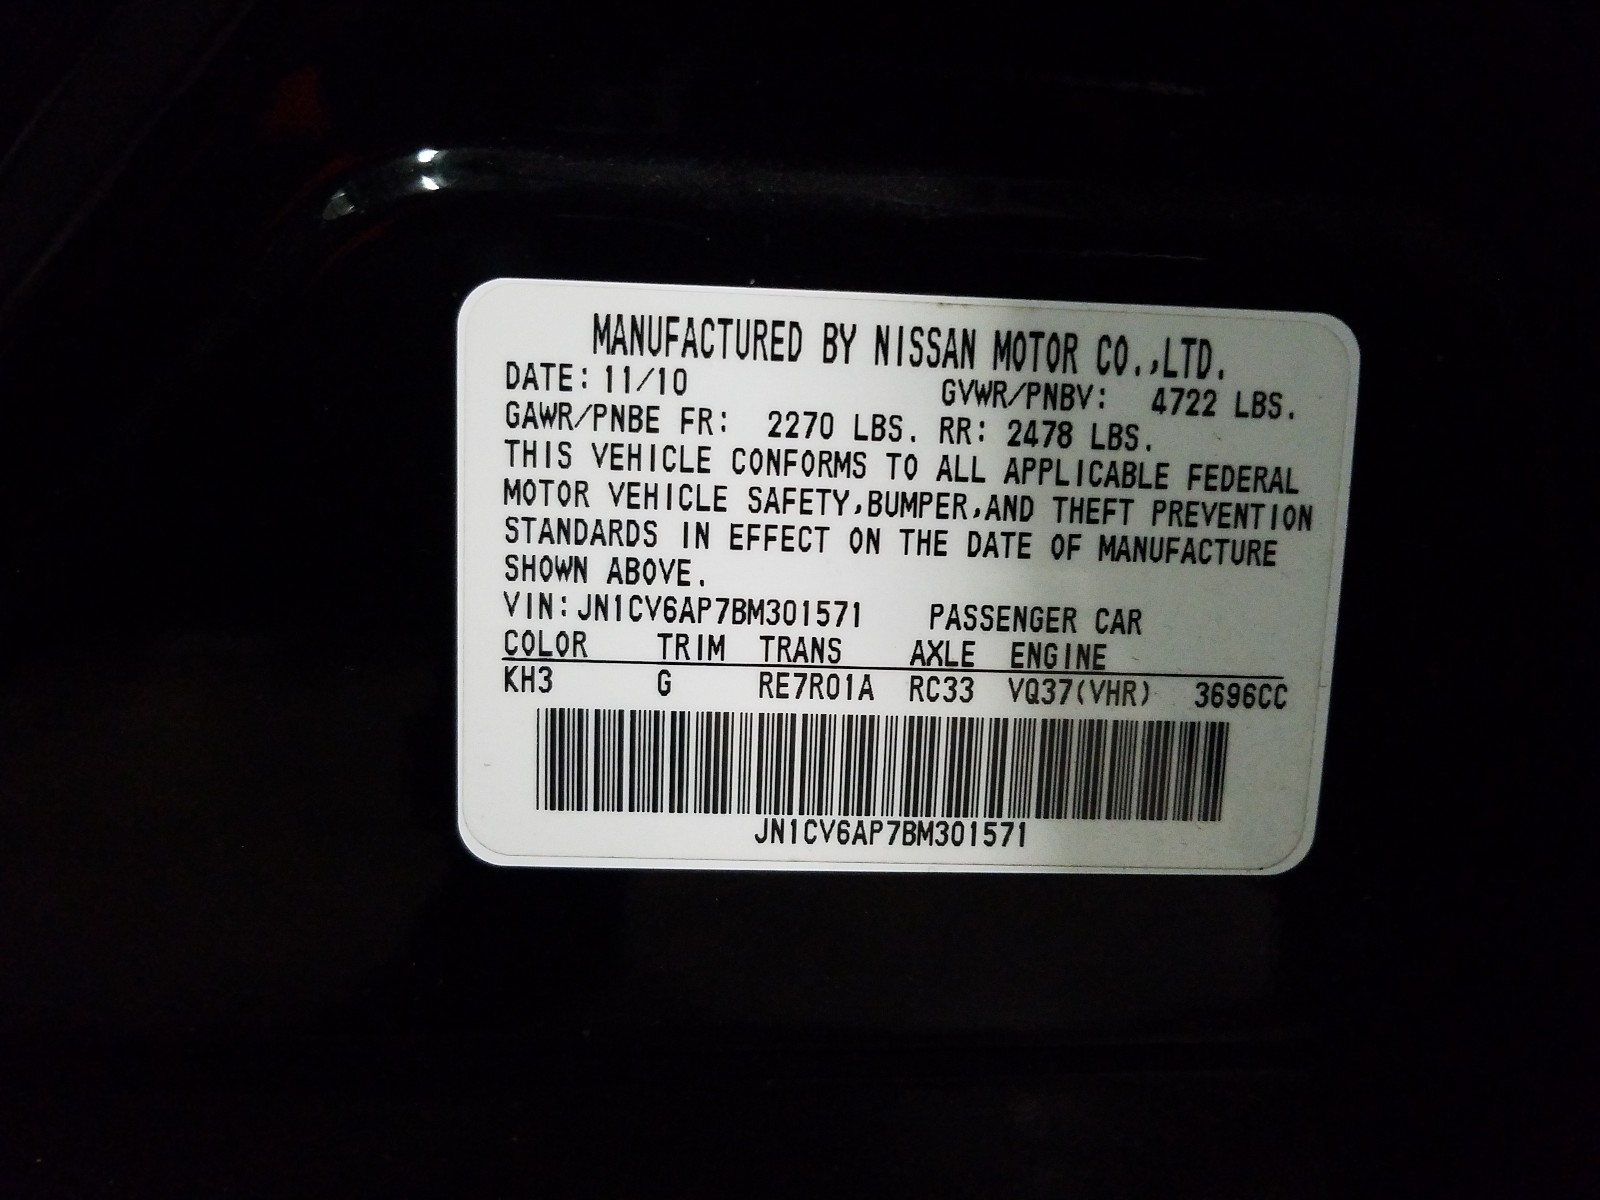 MANUFACTURED BY NISSAN MOTOR CO.,LTD.
DATE: 11/10 GVWR/PNBV: 4722 LBS.
GAWR/PNBE FR: 2270 LBS. RR: 2478 LBS.
THIS VEHICLE CONFORMS TO ALL APPLICABLE FEDERAL
MOTOR VEHICLE SAFETY,BUMPER,AND THEFT PREVENTION
STANDARDS IN EFFECT ON THE DATE OF MANUFACTURE
SHOWN ABOVE.
VIN:JN1CV6AP7BM301571 PASSENGER CAR
COLOR TRIM TRANS AXLE ENGINE
KH3 G RE7R01A RC33 VQ37(VHR) 3696CC
JN1CV6AP7BM301571